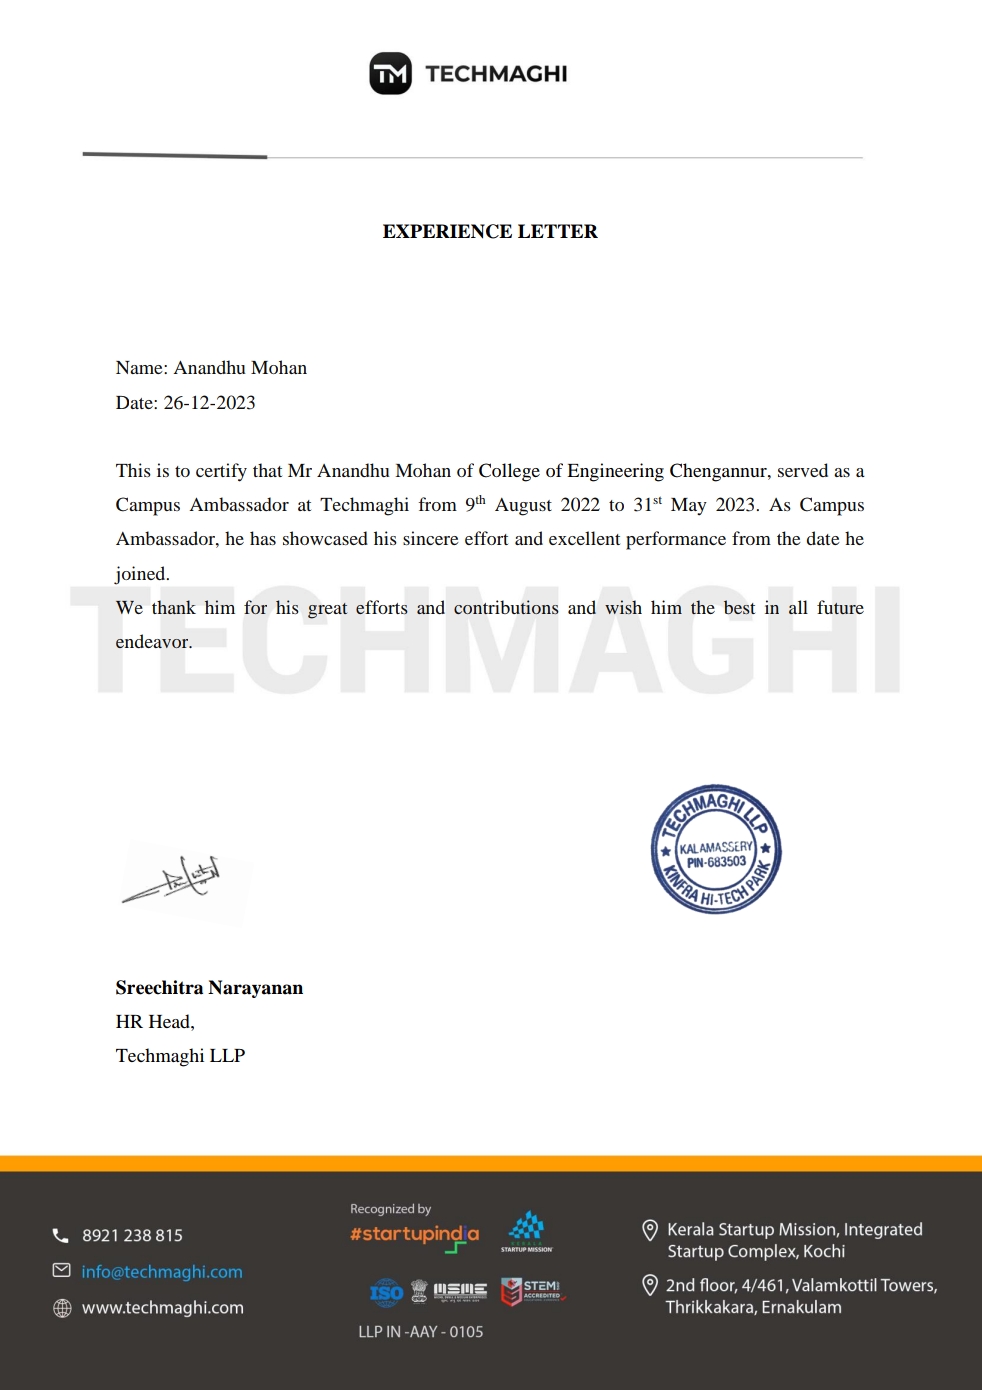 TM TECHMAGHI
EXPERIENCE LETTER
Name: Anandhu Mohan
Date: 26-12-2023
This is to certify that Mr Anandhu Mohan of College of Engineering Chengannur, served as a
Campus Ambassador at Techmaghi from 9th August 2022 to 31st May 2023. As Campus
Ambassador, he has showcased his sincere effort and excellent performance from the date he
joined.
We thank him for his great efforts and contributions and wish him the best in all future
endeavor.
TECHMAGHI
TECHMAGHI LLP
KALAMASSERY
PIN-683503
KINFRA HI-TECH PARK
Sreechitra Narayanan
HR Head,
Techmaghi LLP
8921 238 815
info@techmaghi.com
www.techmaghi.com
Recognized by
#startupindia
KERALA
STARTUP MISSION
ISO
MSME
STEM
ACCREDITED
LLP IN -AAY - 0105
Kerala Startup Mission, Integrated
Startup Complex, Kochi
2nd floor, 4/461, Valamkottil Towers,
Thrikkakara, Ernakulam